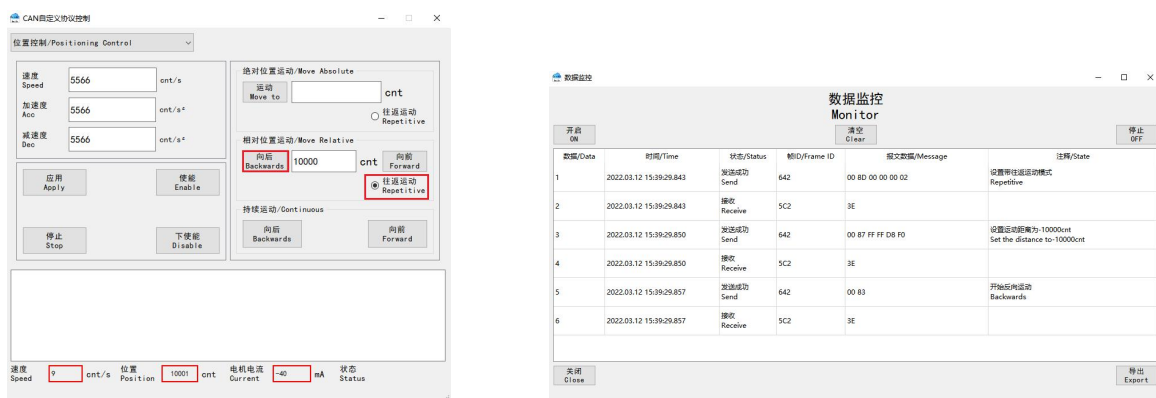 CAN自定义协议控制
位置控制/Positioning Control
速度
Speed
5566
cnt/s
加速度
Acc
5566
cnt/s²
减速度
Dec
5566
cnt/s²
应用
Apply
使能
Enable
停止
Stop
下使能
Disable
绝对位置运动/Move Absolute
运动
Move to
cnt
往返运动
Repetitive
相对位置运动/Move Relative
向后
Backwards
10000
cnt
向前
Forward
往返运动
Repetitive
持续运动/Continuous
向后
Backwards
向前
Forward
速度
Speed
9
cnt/s
位置
Position
10001
cnt
电机电流
Current
-40
mA
状态
Status
数据监控
数据监控
Monitor
开启
ON
清空
Clear
停止
OFF
数据/Data 时间/Time 状态/Status 帧ID/Frame ID 报文数据/Message 注释/State
1 2022.03.12 15:39:29.843 发送成功 Send 642 00 8D 00 00 00 02 设置带往返运动模式 Repetitive
2 2022.03.12 15:39:29.843 接收 Receive 5C2 3E
3 2022.03.12 15:39:29.850 发送成功 Send 642 00 87 FF FF D8 F0 设置运动距离为-10000cnt Set the distance to-10000cnt
4 2022.03.12 15:39:29.850 接收 Receive 5C2 3E
5 2022.03.12 15:39:29.857 发送成功 Send 642 00 83 开始反向运动 Backwards
6 2022.03.12 15:39:29.857 接收 Receive 5C2 3E
关闭
Close
导出
Export